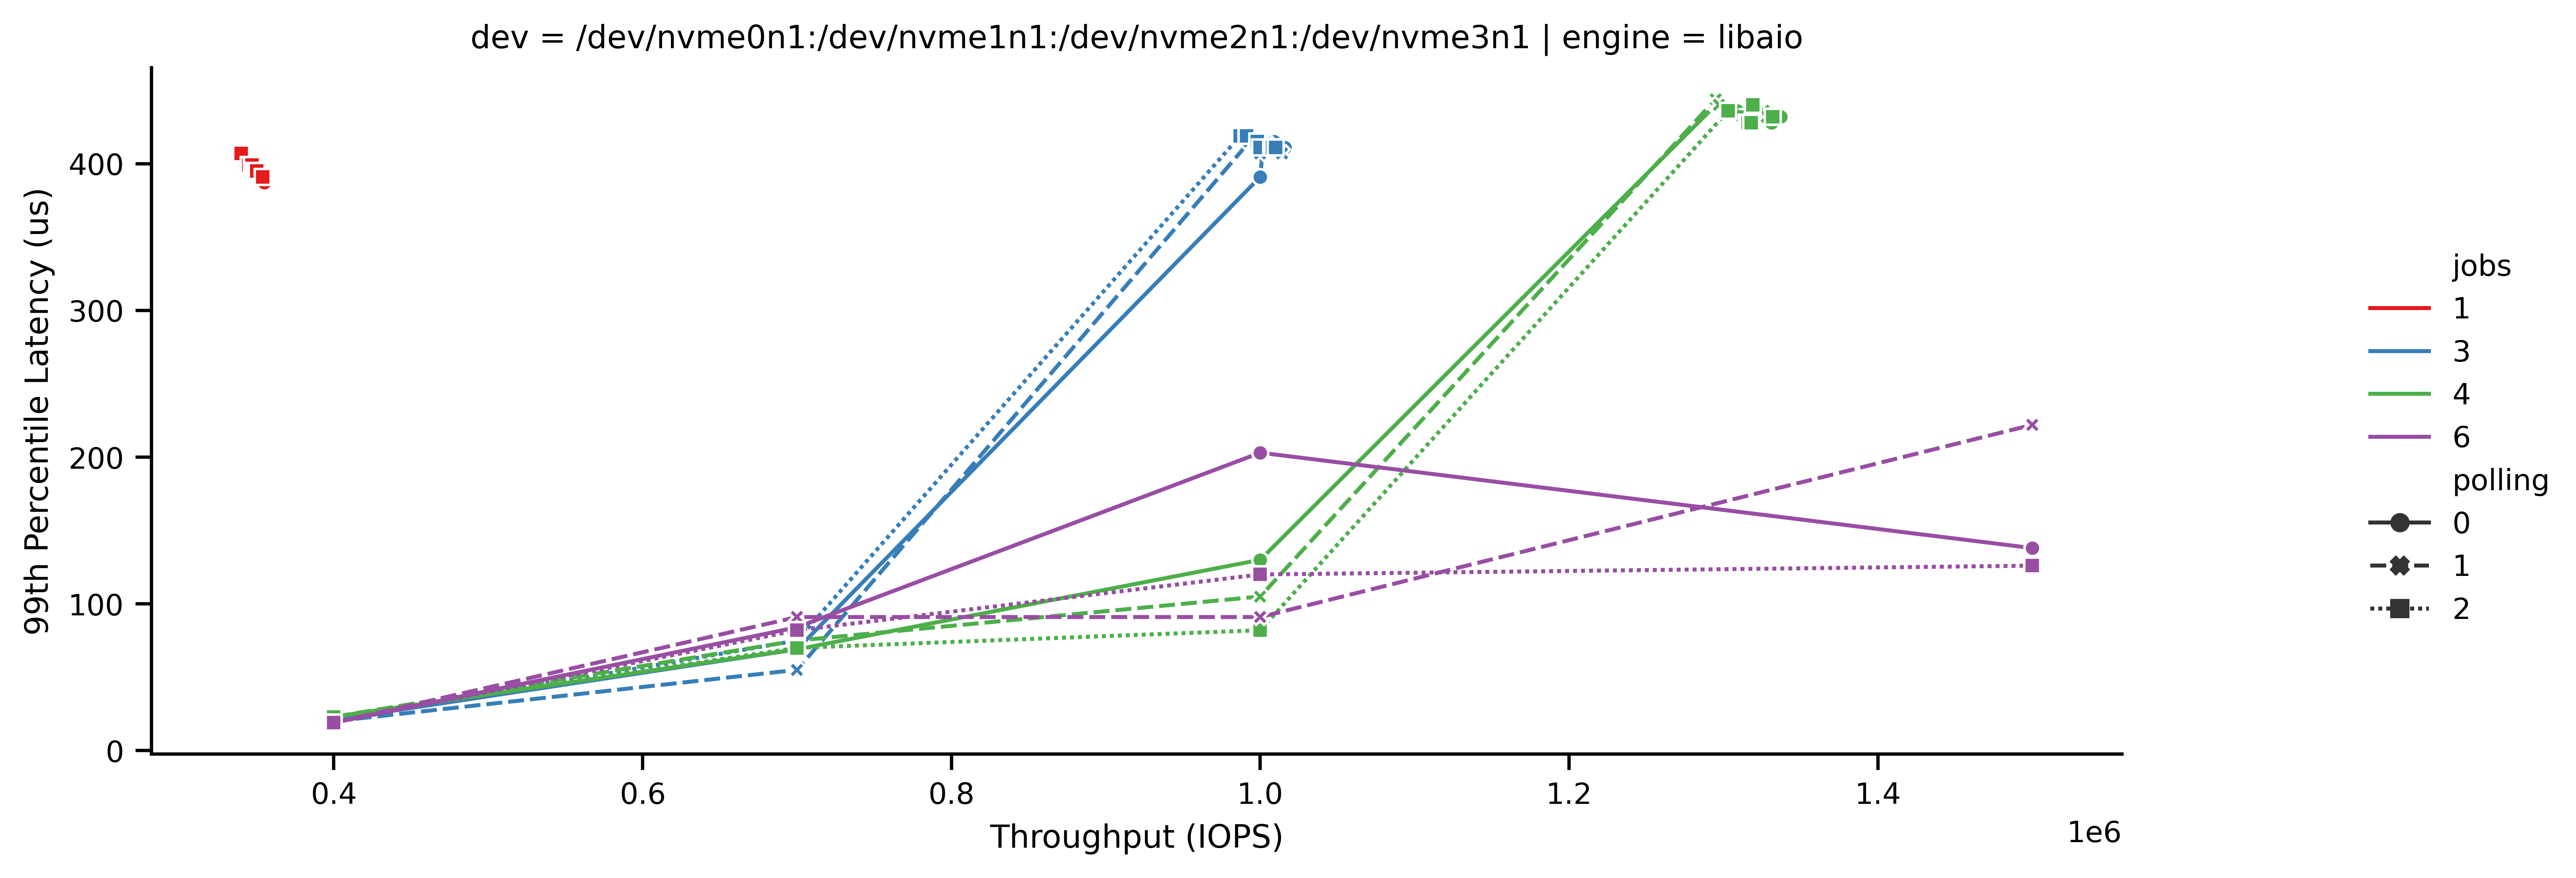 dev = /dev/nvme0n1:/dev/nvme1n1:/dev/nvme2n1:/dev/nvme3n1 | engine = libaio
99th Percentile Latency (us)
400
300
200
100
0
0.4 0.6 0.8 1.0 1.2 1.4
1e6
Throughput (IOPS)
jobs
1
3
4
6
polling
0
1
2